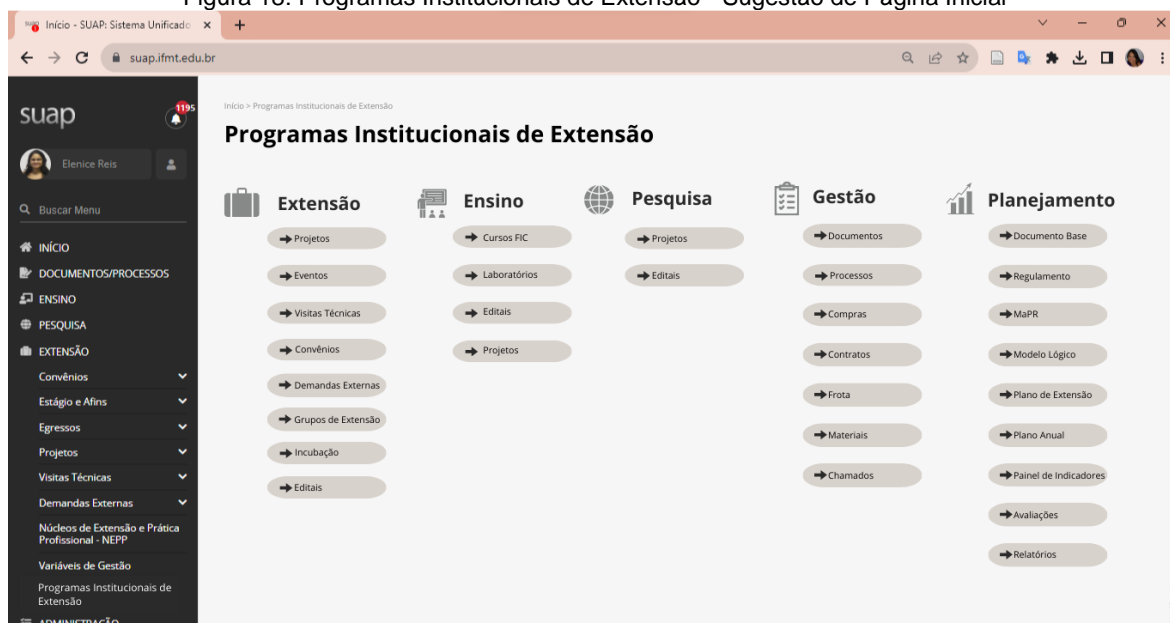 Figura 18: Programas Institucionais de Extensão - Sugestão de Página Inicial
Início - SUAP: Sistema Unificado
suap.ifmt.edu.br
suap
1195
Elenice Reis
Buscar Menu
INÍCIO
DOCUMENTOS/PROCESSOS
ENSINO
PESQUISA
EXTENSÃO
Convênios
Estágio e Afins
Egressos
Projetos
Visitas Técnicas
Demandas Externas
Núcleos de Extensão e Prática
Profissional - NEPP
Variáveis de Gestão
Programas Institucionais de
Extensão
ADMINISTRAÇÃO
Início > Programas Institucionais de Extensão
Programas Institucionais de Extensão
Extensão
Projetos
Eventos
Visitas Técnicas
Convênios
Demandas Externas
Grupos de Extensão
Incubação
Editais
Ensino
Cursos FIC
Laboratórios
Editais
Projetos
Pesquisa
Projetos
Editais
Gestão
Documentos
Processos
Compras
Contratos
Frota
Materiais
Chamados
Planejamento
Documento Base
Regulamento
MaPR
Modelo Lógico
Plano de Extensão
Plano Anual
Painel de Indicadores
Avaliações
Relatórios